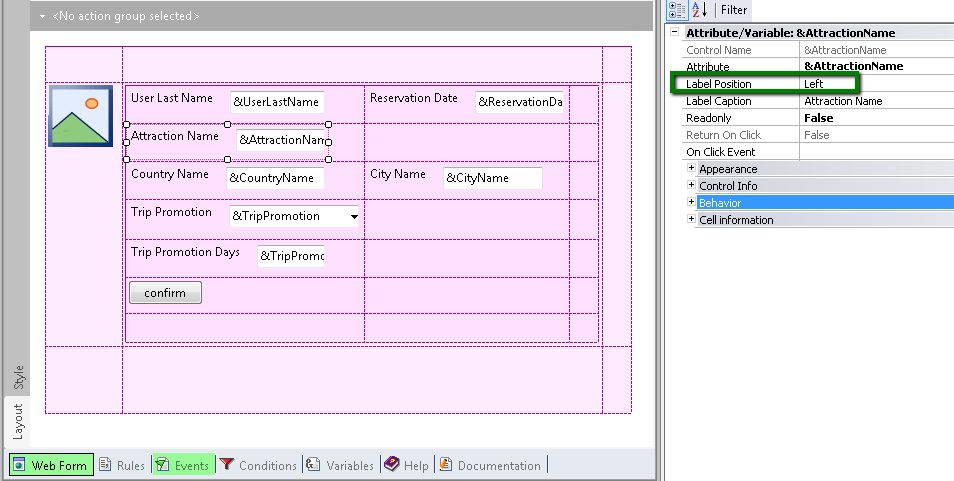 <No action group selected>
User Last Name &UserLastName Reservation Date &ReservationDa
Attraction Name &AttractionNam
Country Name &CountryName City Name &CityName
Trip Promotion &TripPromotion
Trip Promotion Days &TripPromo
confirm
Style
Layout
Web Form Rules Events Conditions Variables Help Documentation
Filter
Attribute/Variable: &AttractionName
Control Name &AttractionName
Attribute &AttractionName
Label Position Left
Label Caption Attraction Name
Readonly False
Return On Click False
On Click Event
Appearance
Control Info
Behavior
Cell information